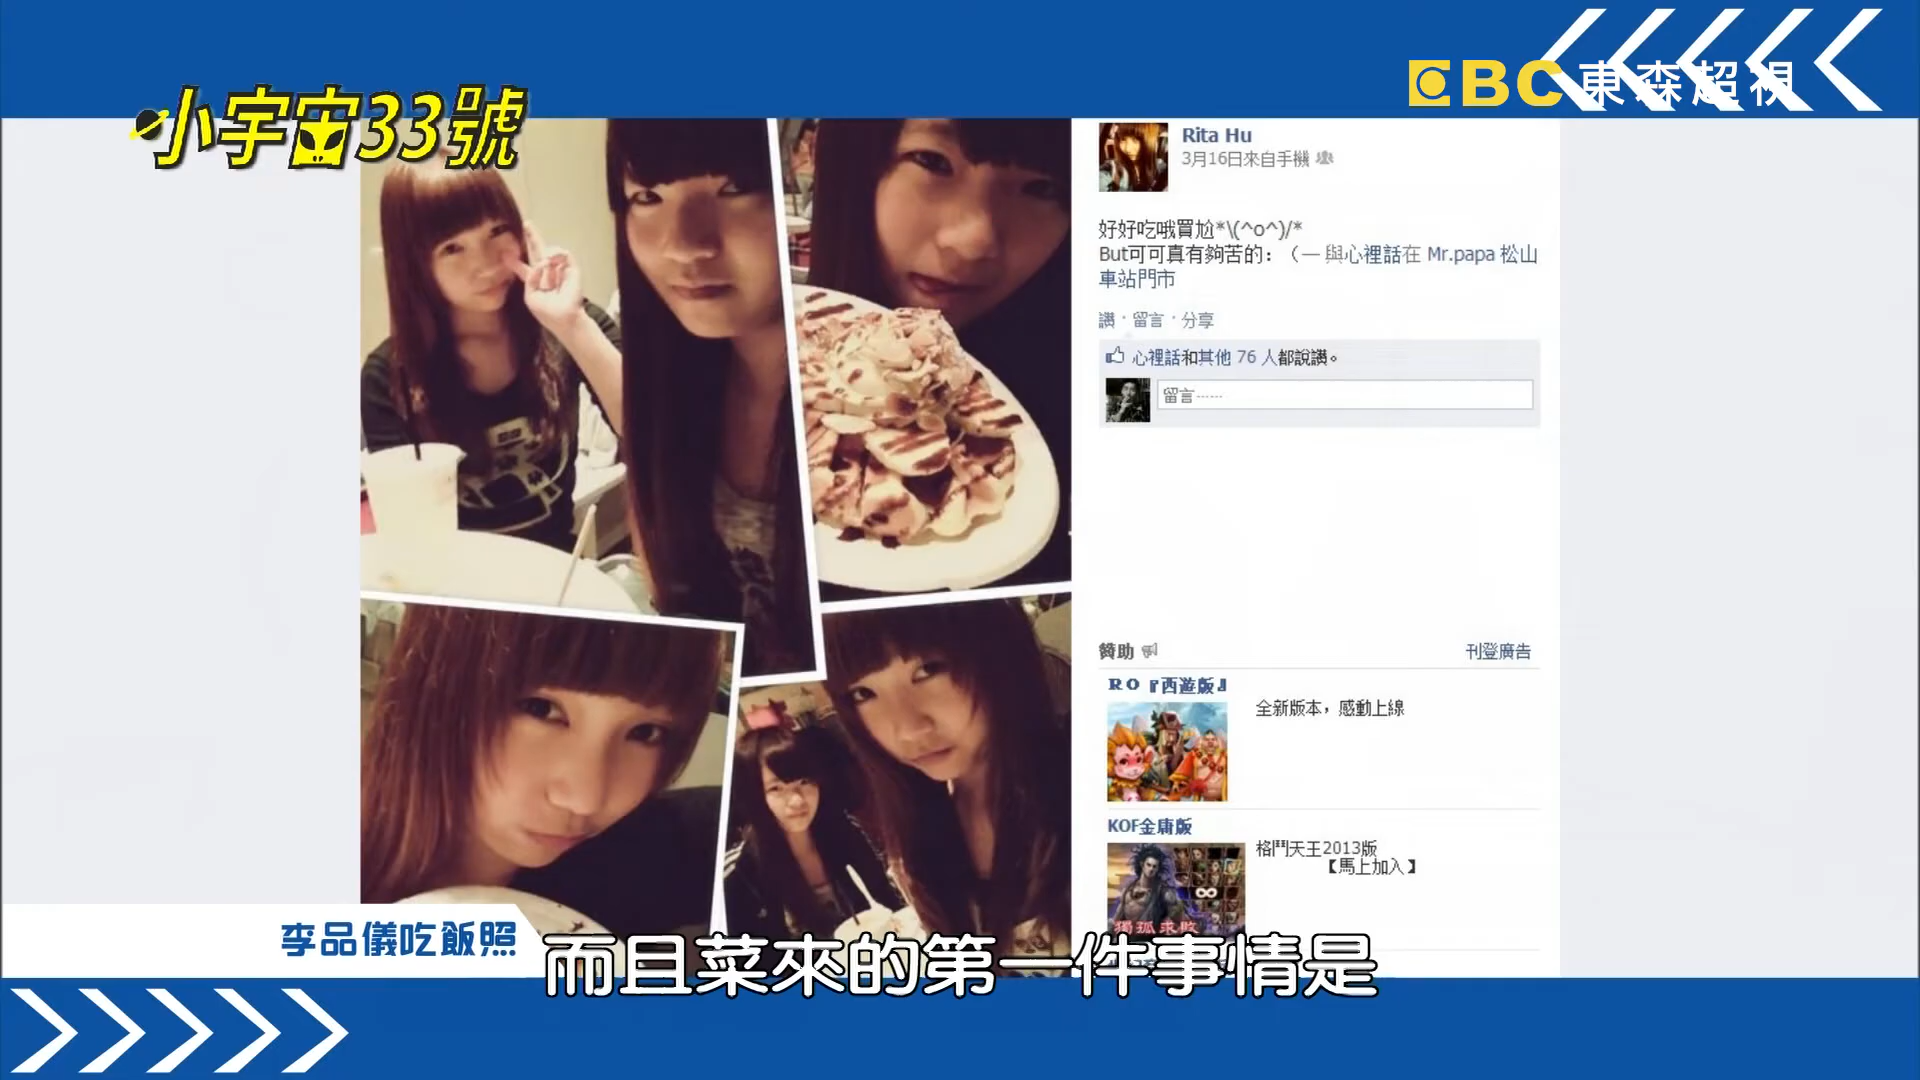 小宇宙33號
EBC 東森超視
Rita Hu
3月16日來自手機
好好吃哦買尬*\(^o^)/*
But可可真有夠苦的：（— 與心裡話在 Mr.papa 松山
車站門市
讚・留言・分享
心裡話和其他 76 人都說讚。
留言……
贊助
刊登廣告
RO『西遊版』
全新版本，感動上線
KOF金庸版
格鬥天王2013版
【馬上加入】
獨孤求敗
李品儀吃飯照
而且菜來的第一件事情是